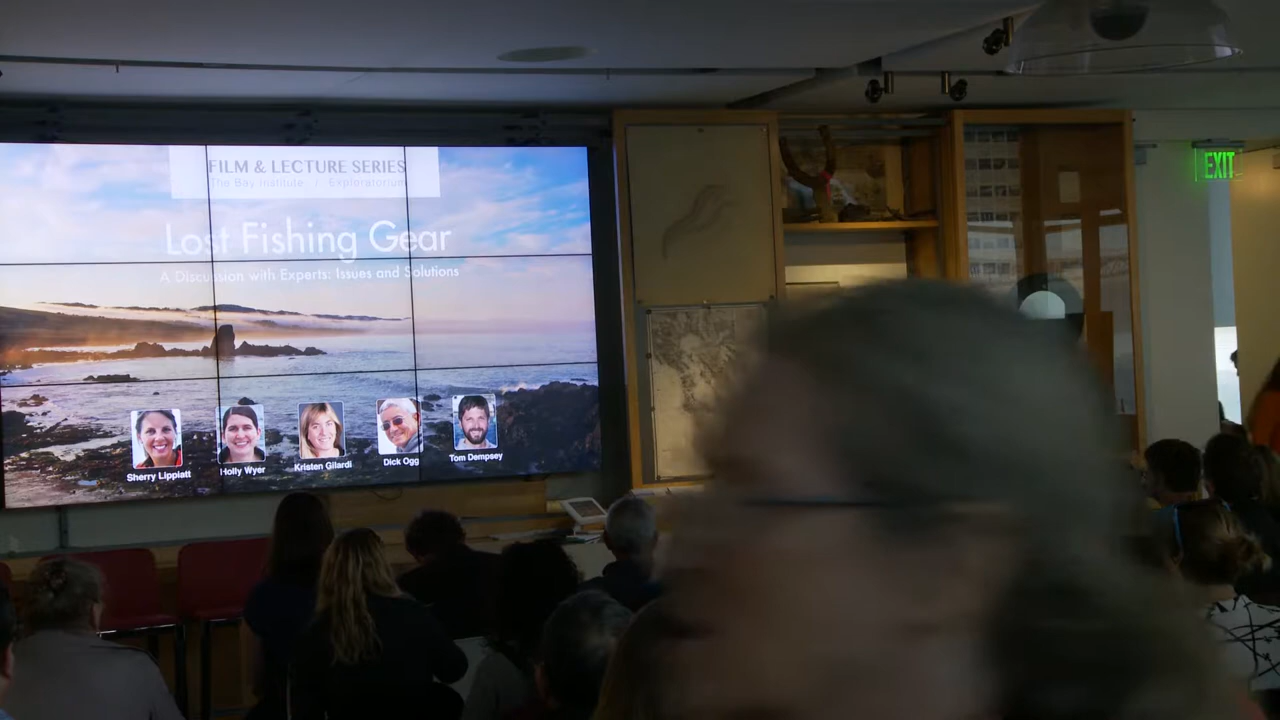 FILM & LECTURE SERIES
The Bay Institute / Exploratorium
Lost Fishing Gear
A Discussion with Experts: Issues and Solutions
Sherry Lippiatt
Holly Wyer
Kristen Gilardi
Dick Ogg
Tom Dempsey
EXIT